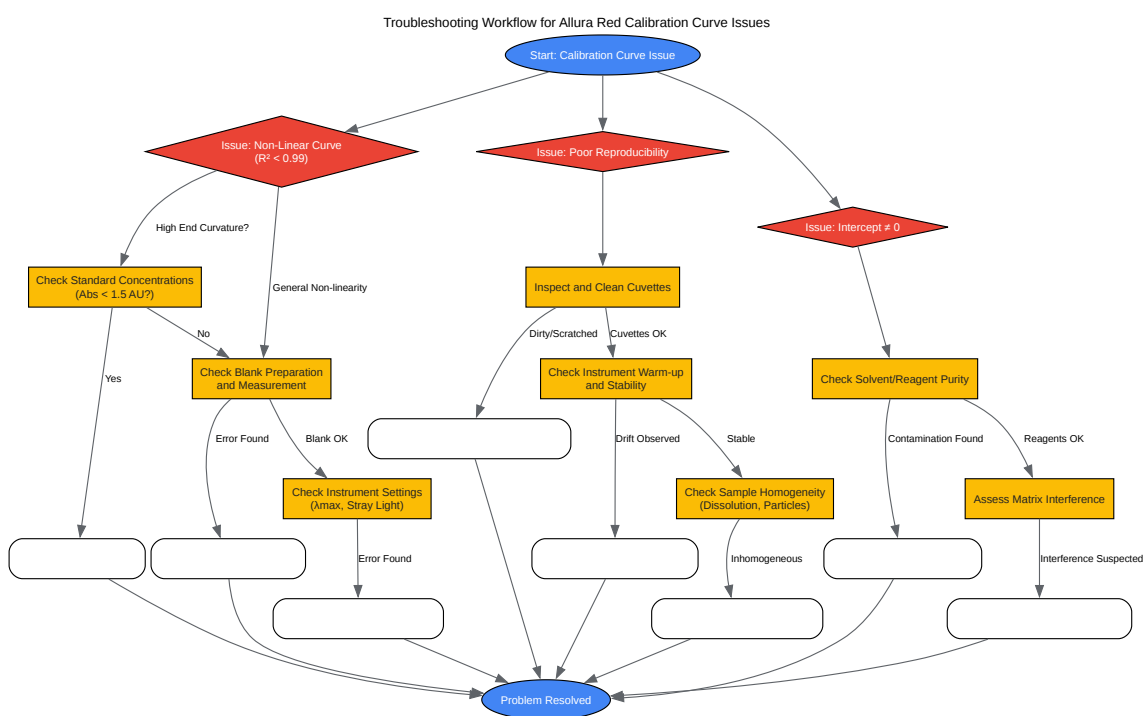 Troubleshooting Workflow for Allura Red Calibration Curve Issues
Start: Calibration Curve Issue
Issue: Non-Linear Curve
(R² < 0.99)
Issue: Poor Reproducibility
Issue: Intercept ≠ 0
High End Curvature?
General Non-linearity
Check Standard Concentrations
(Abs < 1.5 AU?)
Inspect and Clean Cuvettes
No
Dirty/Scratched
Cuvettes OK
Yes
Check Blank Preparation
and Measurement
Check Instrument Warm-up
and Stability
Check Solvent/Reagent Purity
Error Found
Blank OK
Drift Observed
Stable
Contamination Found
Reagents OK
Check Instrument Settings
(λmax, Stray Light)
Check Sample Homogeneity
(Dissolution, Particles)
Assess Matrix Interference
Error Found
Inhomogeneous
Interference Suspected
Problem Resolved